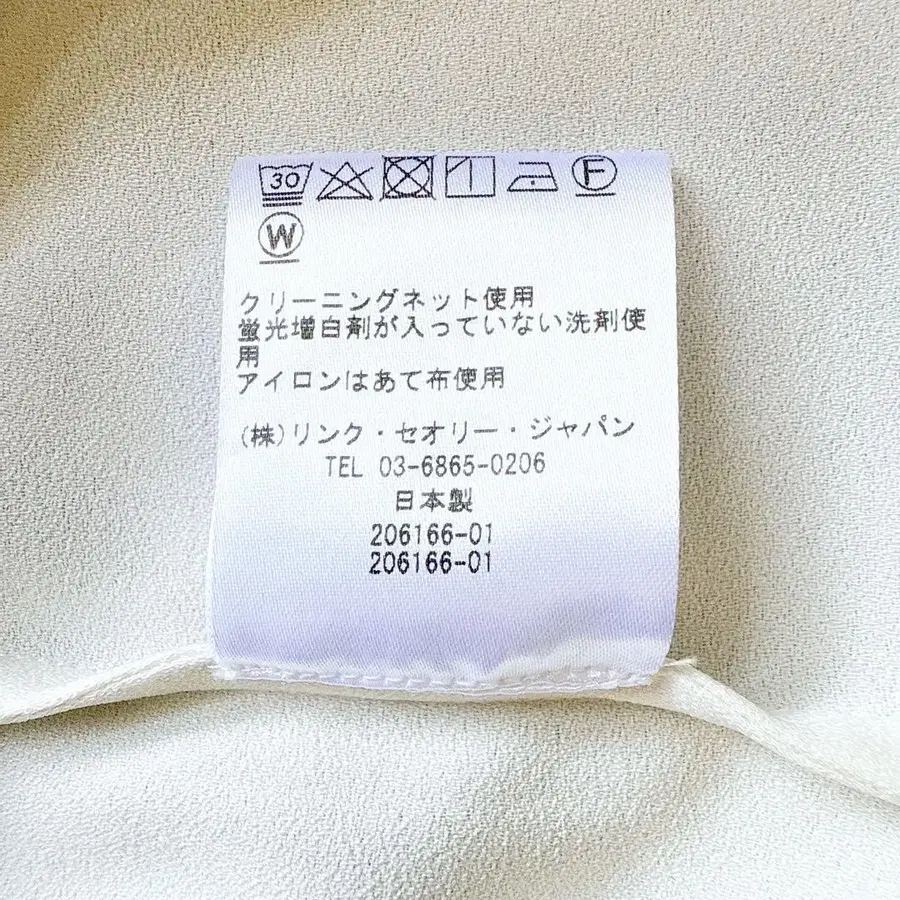 30
F
W
クリーニングネット使用
蛍光増白剤が入っていない洗剤使
用
アイロンはあて布使用
(株)リンク・セオリー・ジャパン
TEL 03-6865-0206
日本製
206166-01
206166-01